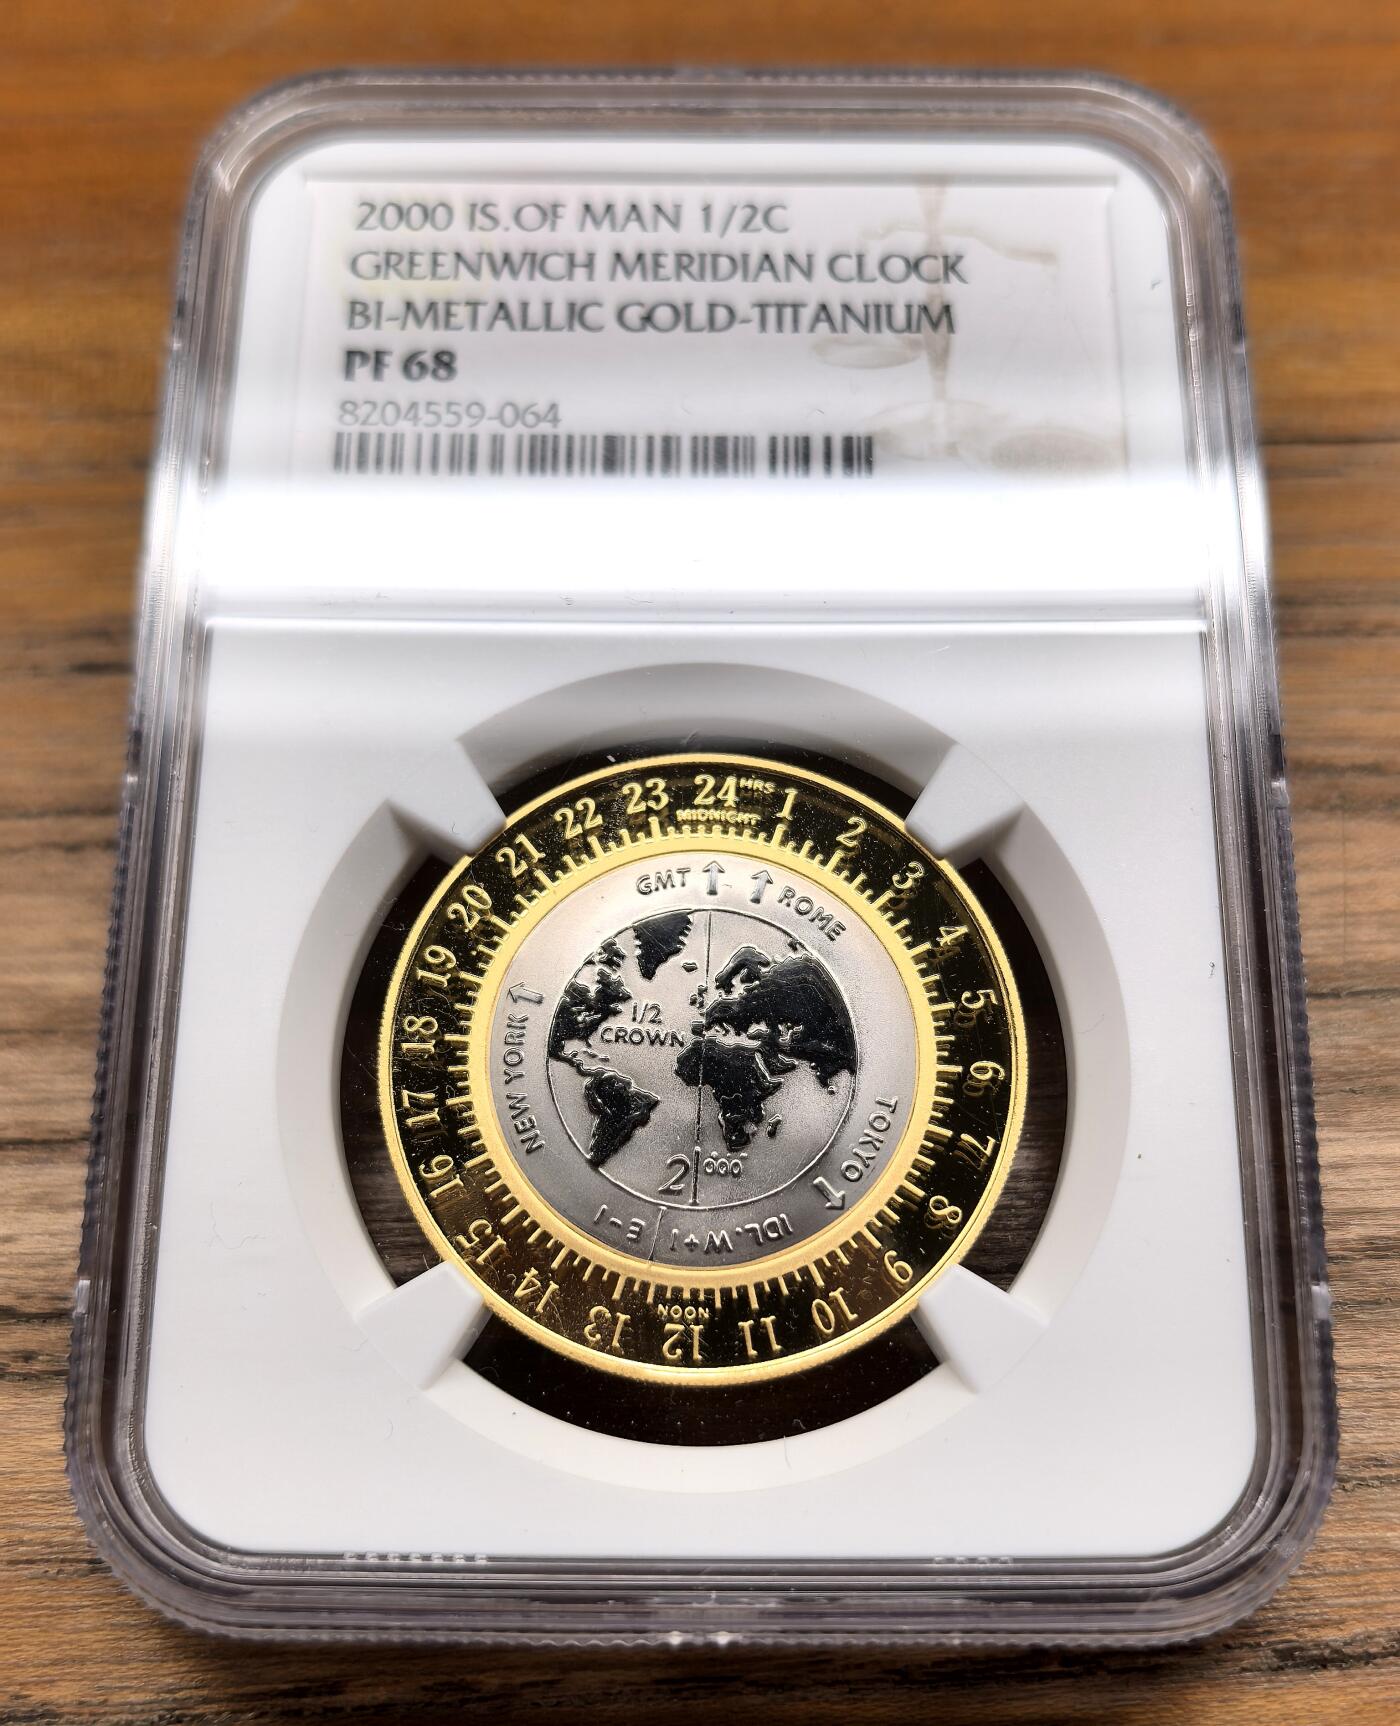 2000 IS.OF MAN 1/2C
GREENWICH MERIDIAN CLOCK
BI-METALLIC GOLD-TITANIUM
PF 68
8204559-064
24 HRS 1 2 3 4 5 6 7 8 9 10 11 12 13 14 15 16 17 18 19 20 21 22 23
MIDNIGHT
NOON
GMT
ROME
TOKYO
IDL.W+1
E-1
NEW YORK
1/2
CROWN
2000